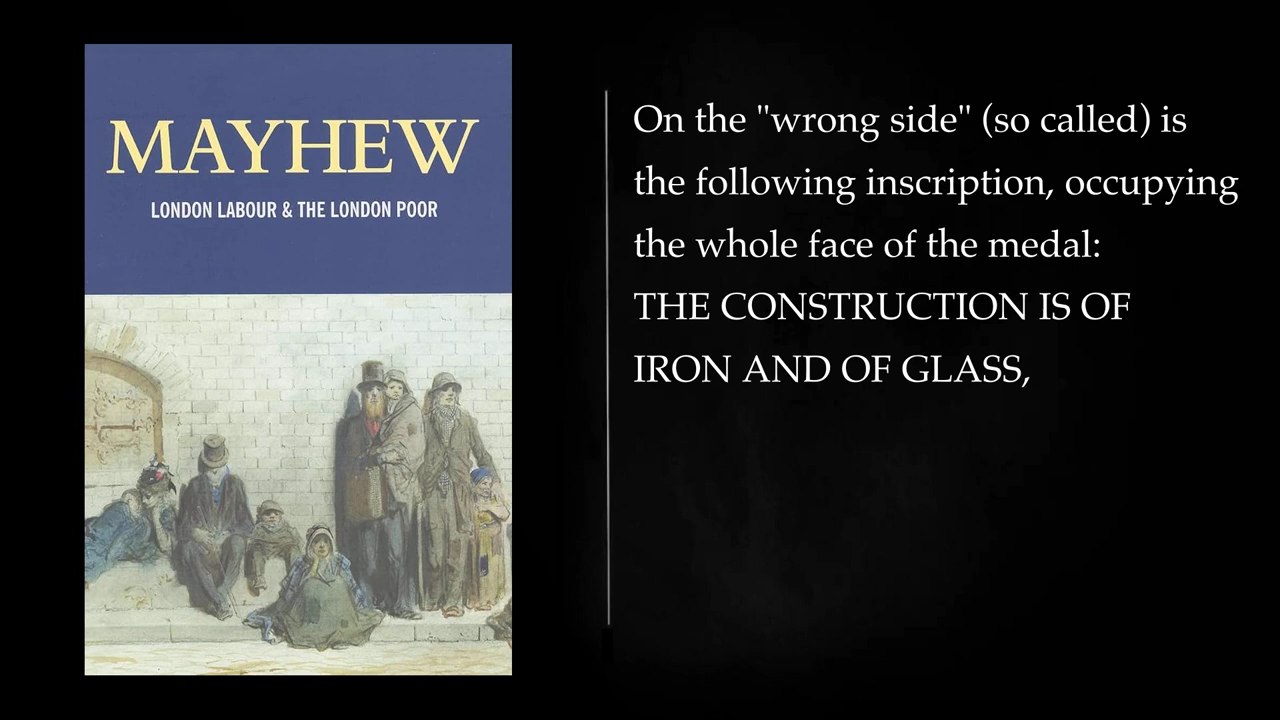 MAYHEW
LONDON LABOUR & THE LONDON POOR
On the "wrong side" (so called) is
the following inscription, occupying
the whole face of the medal:
THE CONSTRUCTION IS OF
IRON AND OF GLASS,